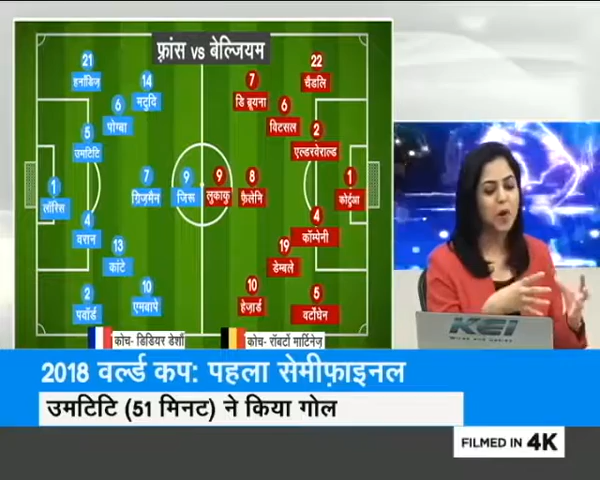 फ़्रांस vs बेल्जियम
21
हर्नांडिज़
14
मटुदि
6
पोग्बा
5
उमटिटि
1
लॉरिस
7
ग्रिज़मैन
9
जिरू
4
वरान
13
कांटे
2
पवॉर्ड
10
एमबापे
7
डि ब्रूयना
22
चैडलि
6
विटसल
2
एल्डरवेराल्ड
9
लुकाकु
8
फ़ैलेनि
1
कोर्टुआ
4
कॉम्पेनी
19
डेम्बले
10
हेज़ार्ड
5
वर्टोंघेन
कोच- डिडियर डेशाँ
कोच- रॉबर्टो मार्टिनेज़
KEI
2018 वर्ल्ड कप: पहला सेमीफ़ाइनल
उमटिटि (51 मिनट) ने किया गोल
FILMED IN 4K